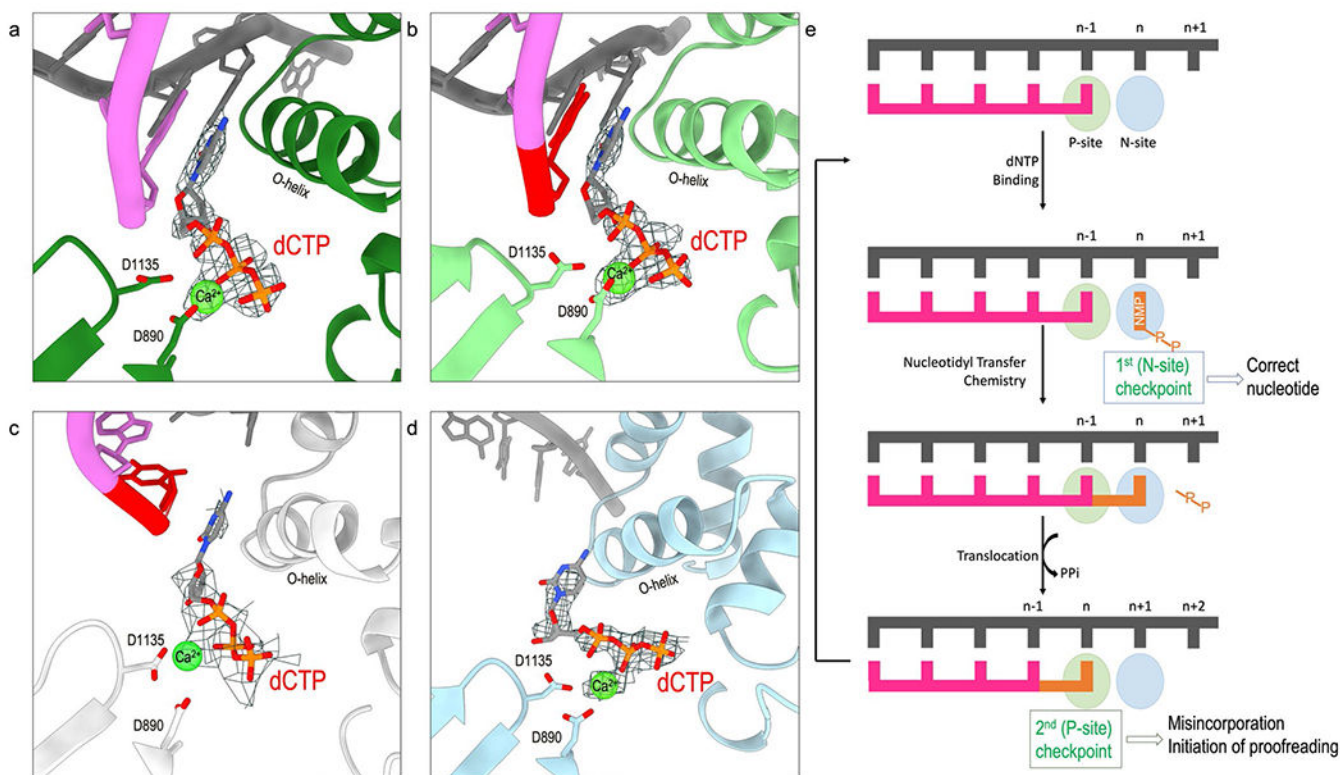 a
O-helix
dCTP
D1135
Ca²⁺
D890
b
O-helix
dCTP
D1135
Ca²⁺
D890
c
O-helix
D1135
Ca²⁺
dCTP
D890
d
O-helix
D1135
Ca²⁺
dCTP
D890
e
n-1 n n+1
P-site N-site
dNTP
Binding
n-1 n n+1
NMP
P P
Nucleotidyl Transfer
Chemistry
1st (N-site)
checkpoint
Correct
nucleotide
n-1 n n+1
P P
Translocation
PPi
n-1 n n+1 n+2
2nd (P-site)
checkpoint
Misincorporation
Initiation of proofreading